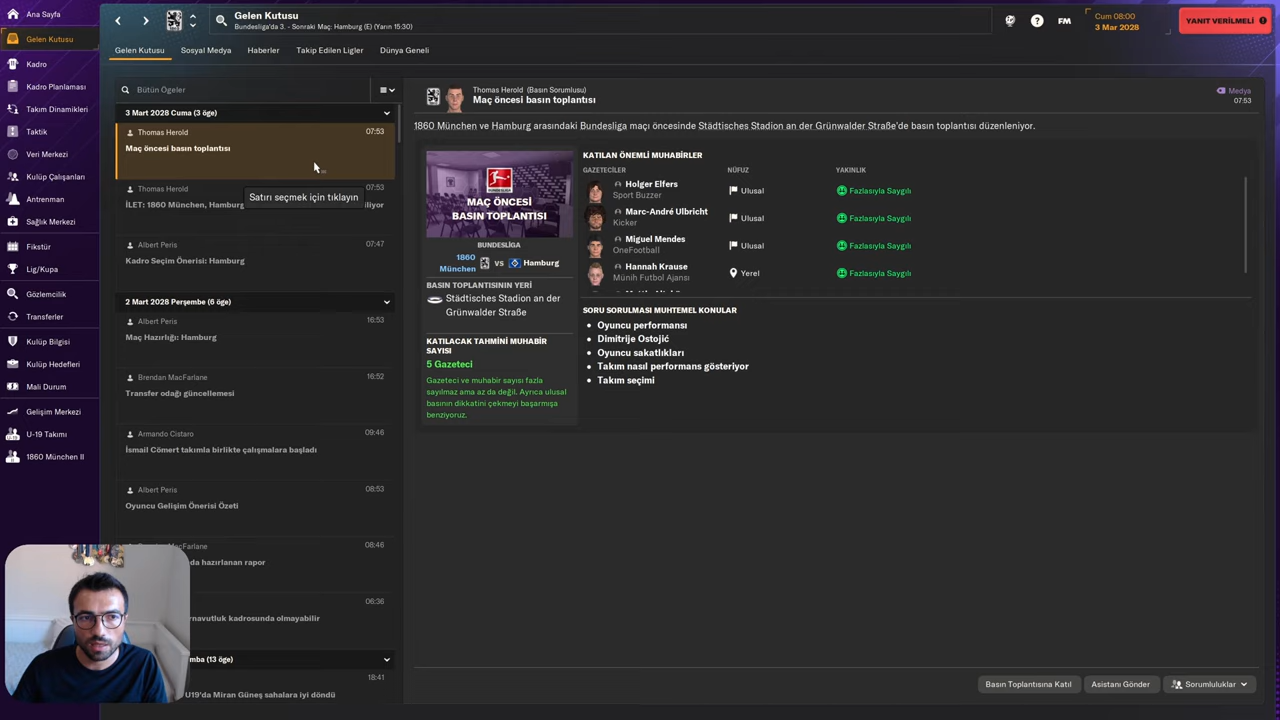 Ana Sayfa
Gelen Kutusu
Kadro
Kadro Planlaması
Takım Dinamikleri
Taktik
Veri Merkezi
Kulüp Çalışanları
Antrenman
Sağlık Merkezi
Fikstür
Lig/Kupa
Gözlemcilik
Transferler
Kulüp Bilgisi
Kulüp Hedefleri
Mali Durum
Gelişim Merkezi
U-19 Takımı
1860 München II
Gelen Kutusu
Bundesliga'da 3. - Sonraki Maç: Hamburg (E) (Yarın 15:30)
FM
Cum 08:00
3 Mar 2028
YANIT VERİLMELİ
Gelen Kutusu
Sosyal Medya
Haberler
Takip Edilen Ligler
Dünya Geneli
Bütün Ögeler
3 Mart 2028 Cuma (3 öge)
Thomas Herold
07:53
Maç öncesi basın toplantısı
Thomas Herold
07:53
İLET: 1860 München, Hamburg
liyor
Satırı seçmek için tıklayın
Albert Peris
07:47
Kadro Seçim Önerisi: Hamburg
2 Mart 2028 Perşembe (6 öge)
Albert Peris
16:53
Maç Hazırlığı: Hamburg
Brendan MacFarlane
16:52
Transfer odağı güncellemesi
Armando Cistaro
09:46
İsmail Cömert takımla birlikte çalışmalara başladı
Albert Peris
08:53
Oyuncu Gelişim Önerisi Özeti
MacFarlane
08:46
da hazırlanan rapor
06:36
rnavutluk kadrosunda olmayabilir
mba (13 öge)
18:41
U19'da Miran Güneş sahalara iyi döndü
Thomas Herold (Basın Sorumlusu)
Maç öncesi basın toplantısı
Medya
07:53
1860 München ve Hamburg arasındaki Bundesliga maçı öncesinde Städtisches Stadion an der Grünwalder Straße'de basın toplantısı düzenleniyor.
MAÇ ÖNCESİ
BASIN TOPLANTISI
BUNDESLİGA
1860
München
vs
Hamburg
BASIN TOPLANTISININ YERİ
Städtisches Stadion an der
Grünwalder Straße
KATILACAK TAHMİNİ MUHABİR
SAYISI
5 Gazeteci
Gazeteci ve muhabir sayısı fazla
sayılmaz ama az da değil. Ayrıca ulusal
basının dikkatini çekmeyi başarmışa
benziyoruz.
KATILAN ÖNEMLİ MUHABİRLER
GAZETECİLER
NÜFUZ
YAKINLIK
Holger Elfers
Sport Buzzer
Ulusal
Fazlasıyla Saygılı
Marc-André Ulbricht
Kicker
Ulusal
Fazlasıyla Saygılı
Miguel Mendes
OneFootball
Ulusal
Fazlasıyla Saygılı
Hannah Krause
Münih Futbol Ajansı
Yerel
Fazlasıyla Saygılı
SORU SORULMASI MUHTEMEL KONULAR
• Oyuncu performansı
• Dimitrije Ostojić
• Oyuncu sakatlıkları
• Takım nasıl performans gösteriyor
• Takım seçimi
Basın Toplantısına Katıl
Asistanı Gönder
Sorumluluklar